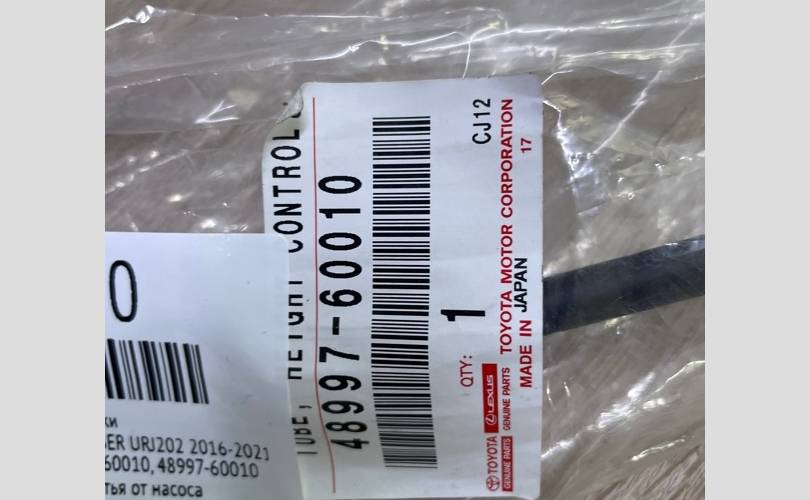 TUBE, HEIGHT CONTROL
48997-60010
CJ12
QTY: 1
TOYOTA MOTOR CORPORATION
17
MADE IN JAPAN
TOYOTA
GENUINE PARTS
LEXUS
GENUINE PARTS
0
ки
ER URJ202 2016-2021
60010, 48997-60010
тья от насоса